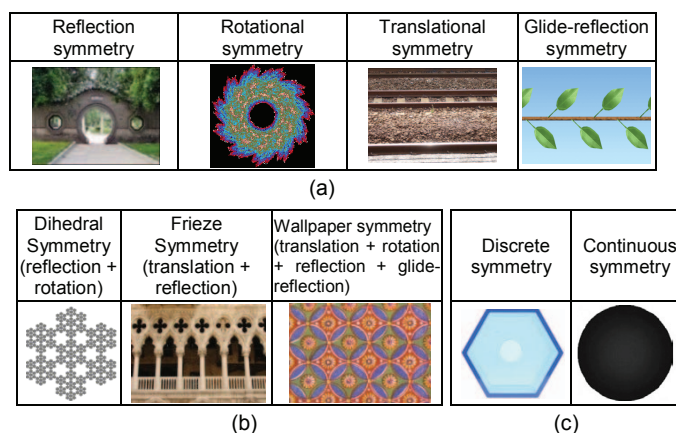 Reflection
symmetry
Rotational
symmetry
Translational
symmetry
Glide-reflection
symmetry
(a)
Dihedral
Symmetry
(reflection +
rotation)
Frieze
Symmetry
(translation +
reflection)
Wallpaper symmetry
(translation + rotation
+ reflection + glide-
reflection)
(b)
Discrete
symmetry
Continuous
symmetry
(c)